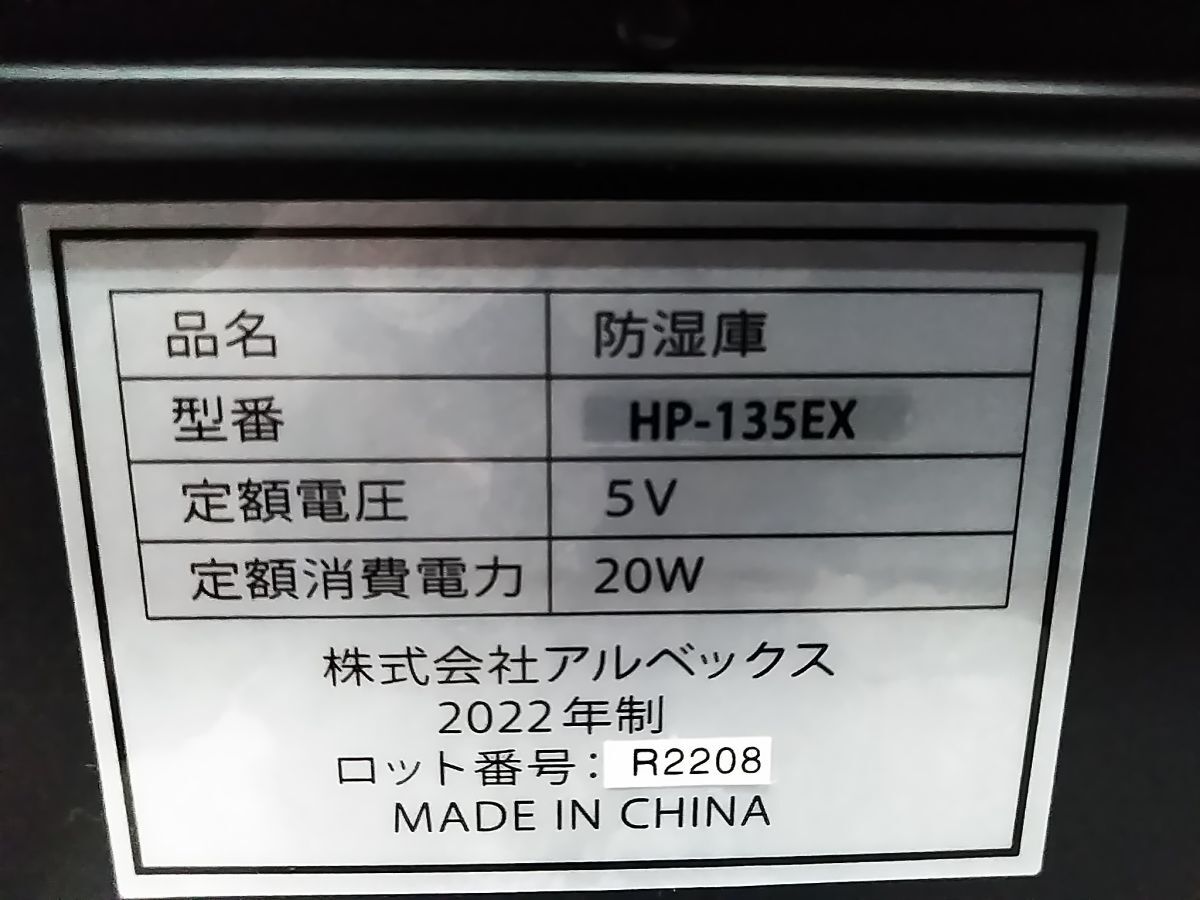 品名 防湿庫
型番 HP-135EX
定額電圧 5V
定額消費電力 20W
株式会社アルベックス
2022年制
ロット番号: R2208
MADE IN CHINA